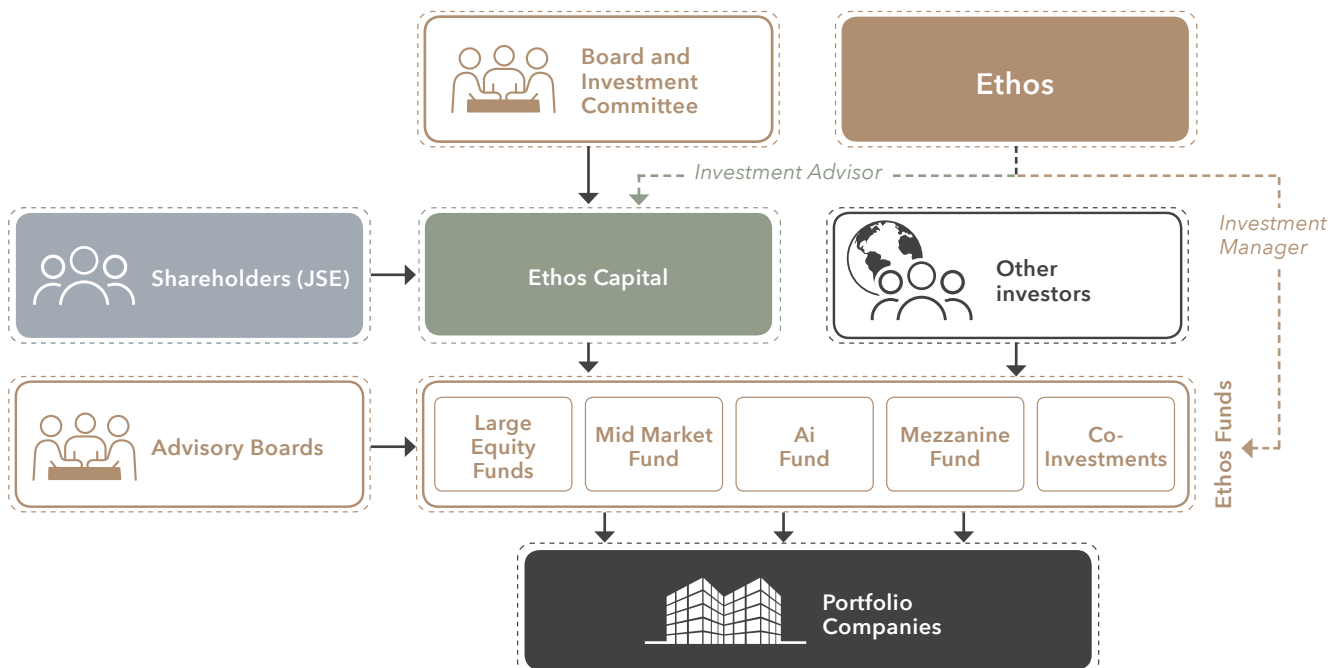 Board and
Investment
Committee
Ethos
Investment Advisor
Shareholders (JSE)
Ethos Capital
Other
investors
Investment
Manager
Advisory Boards
Large
Equity
Funds
Mid Market
Fund
Ai
Fund
Mezzanine
Fund
Co-
Investments
Ethos Funds
Portfolio
Companies